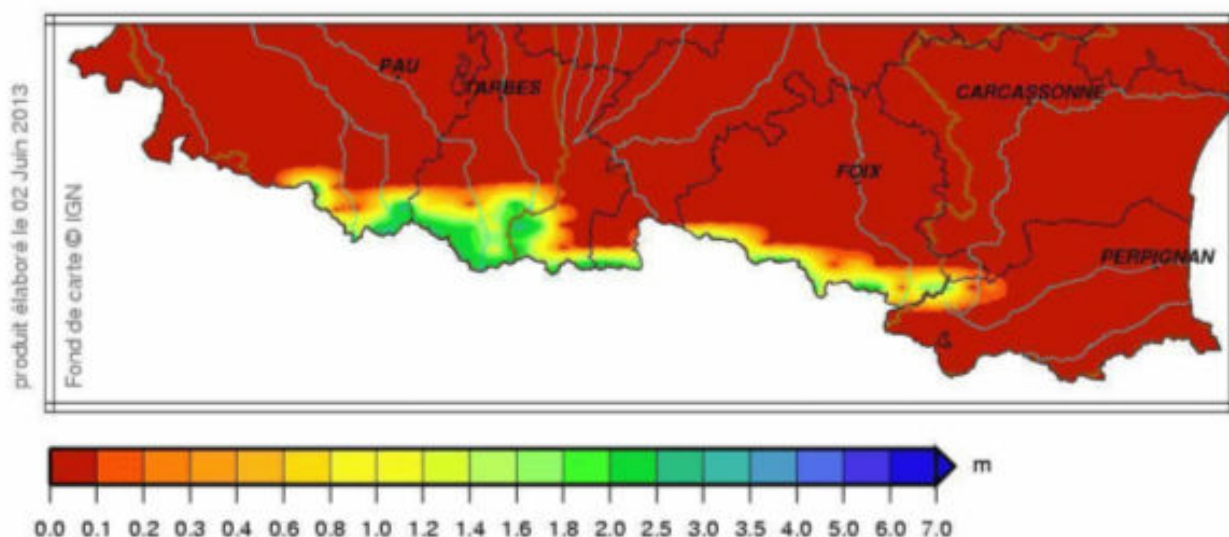 produit élaboré le 02 Juin 2013
Fond de carte © IGN
PAU
TARBES
CARCASSONNE
FOIX
PERPIGNAN
m
0.0 0.1 0.2 0.3 0.4 0.6 0.8 1.0 1.2 1.4 1.6 1.8 2.0 2.5 3.0 3.5 4.0 5.0 6.0 7.0